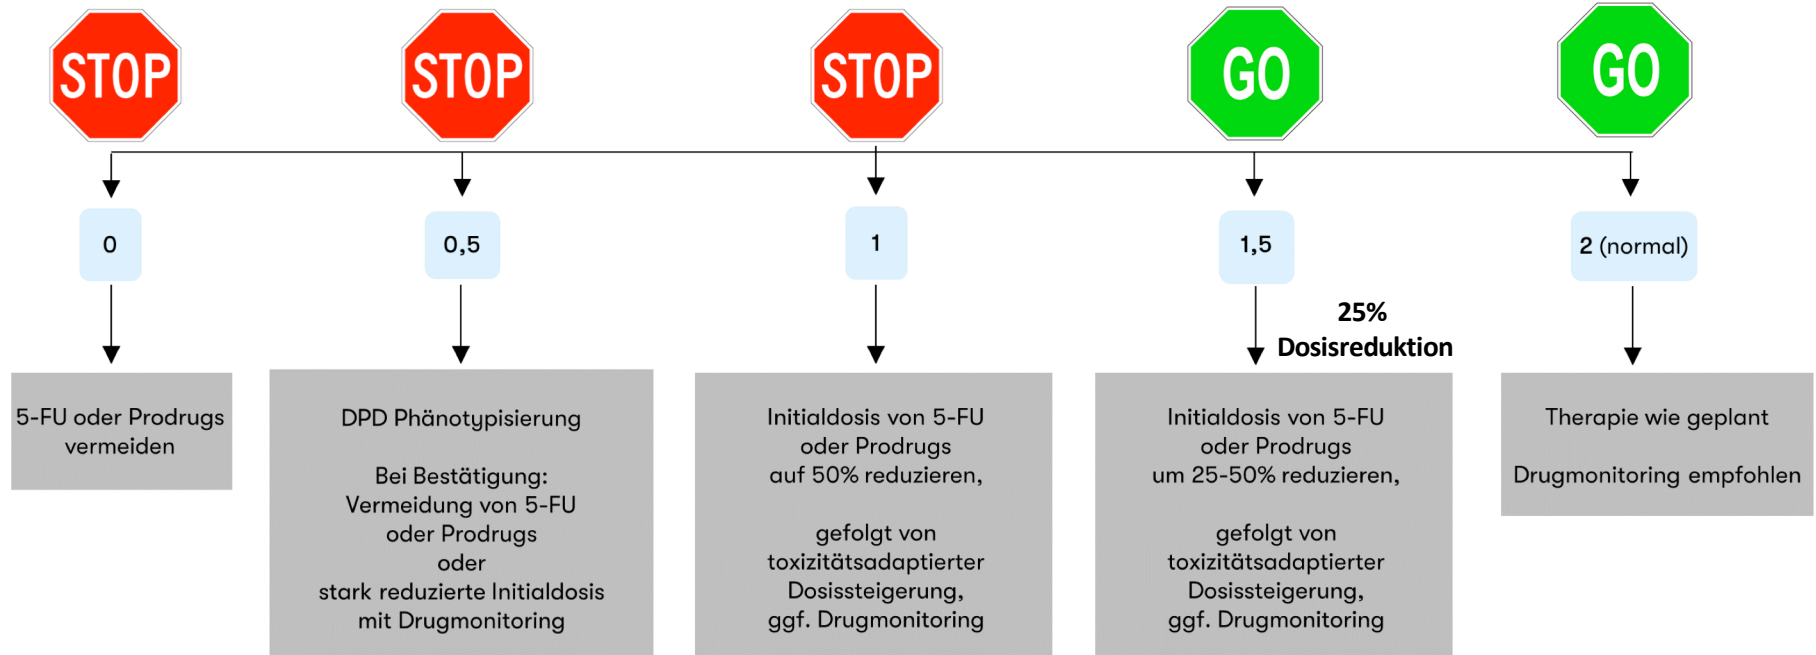 STOP
STOP
STOP
GO
GO
0
0,5
1
1,5
2 (normal)
25%
Dosisreduktion
5-FU oder Prodrugs
vermeiden
DPD Phänotypisierung
Bei Bestätigung:
Vermeidung von 5-FU
oder Prodrugs
oder
stark reduzierte Initialdosis
mit Drugmonitoring
Initialdosis von 5-FU
oder Prodrugs
auf 50% reduzieren,
gefolgt von
toxizitätsadaptierter
Dosissteigerung,
ggf. Drugmonitoring
Initialdosis von 5-FU
oder Prodrugs
um 25-50% reduzieren,
gefolgt von
toxizitätsadaptierter
Dosissteigerung,
ggf. Drugmonitoring
Therapie wie geplant
Drugmonitoring empfohlen